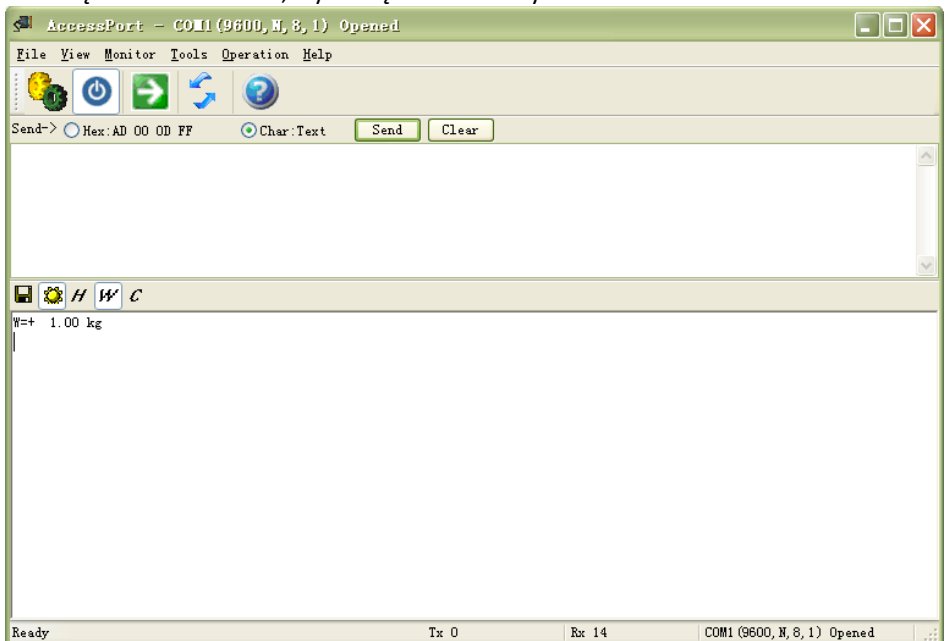 AccessPort - COM1(9600,N,8,1) Opened
File View Monitor Tools Operation Help
Send-> Hex:AD 00 0D FF Char:Text Send Clear
H W C
W=+ 1.00 kg
Ready Tx 0 Rx 14 COM1 (9600, N, 8, 1) Opened